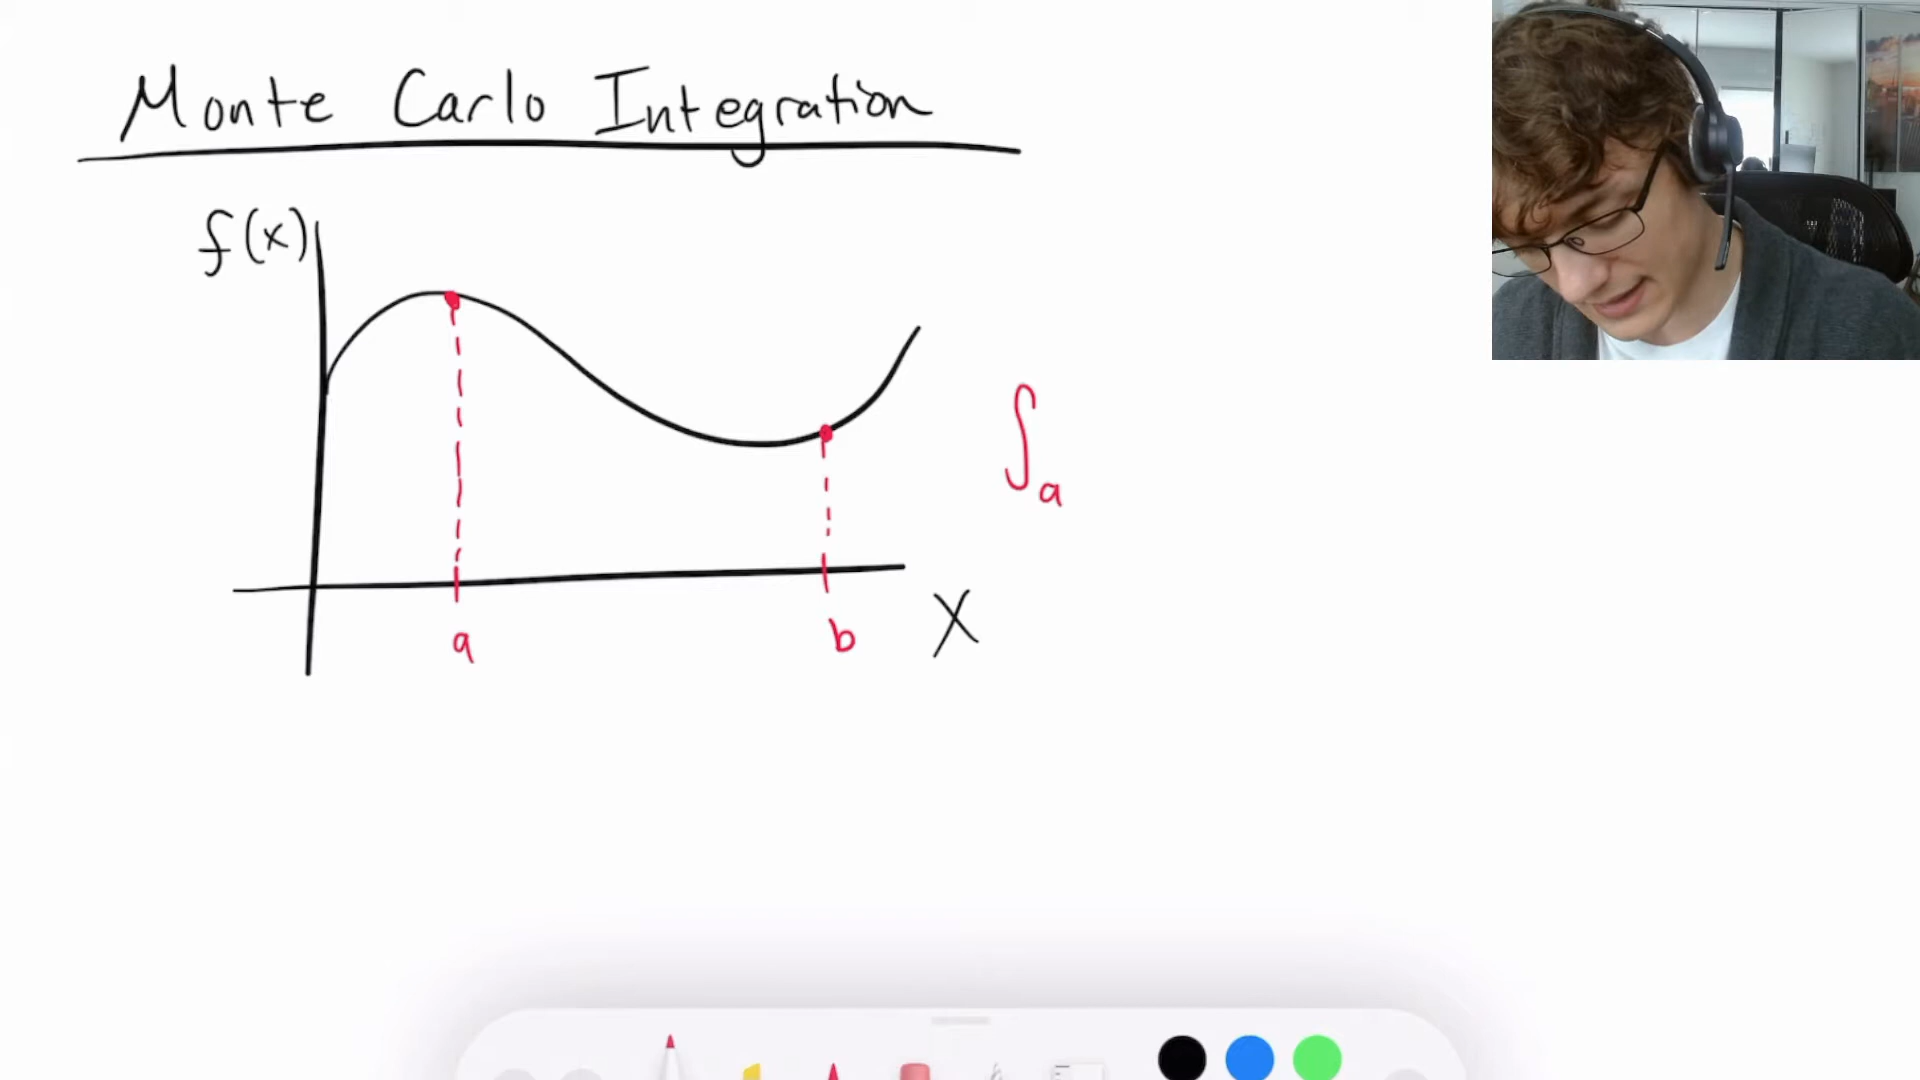 Monte Carlo Integration
f(x)
∫a
a
b
X